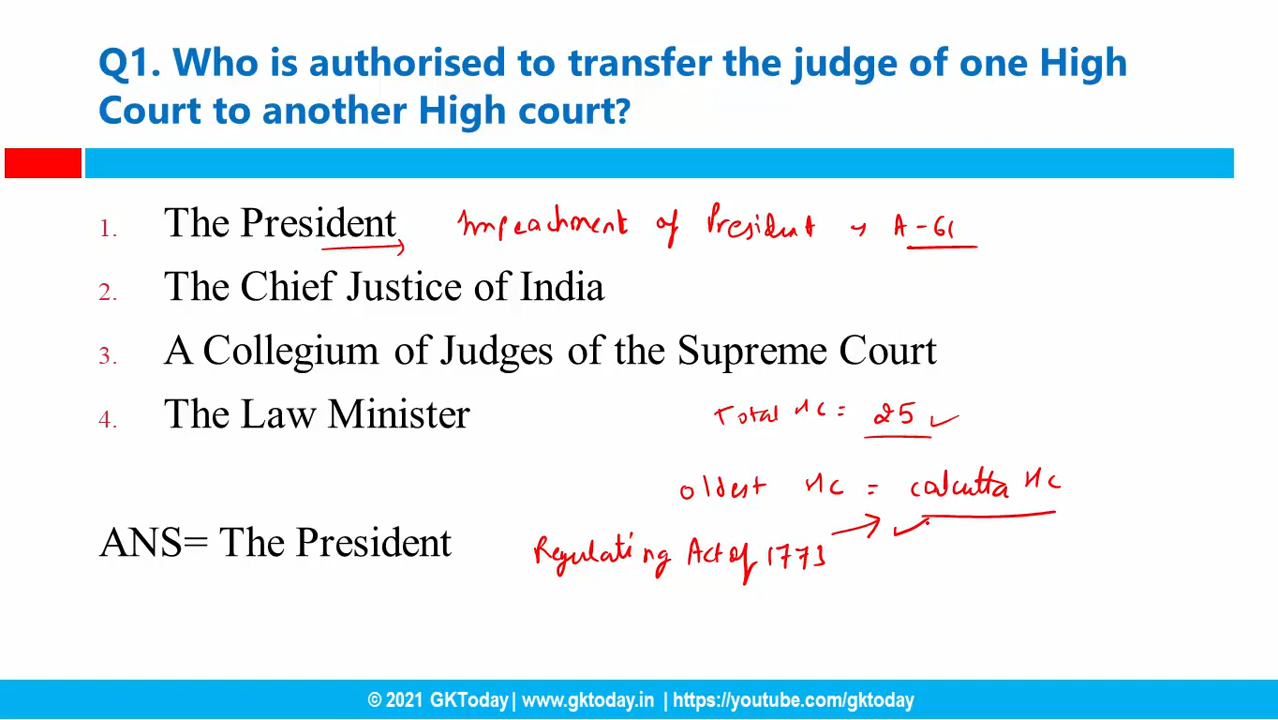 Q1. Who is authorised to transfer the judge of one High
Court to another High court?
1. The President Impeachment of President → A-61
2. The Chief Justice of India
3. A Collegium of Judges of the Supreme Court
4. The Law Minister Total HC = 25 ✓
oldest HC = calcutta HC
ANS= The President Regulating Act of 1773 → ✓
© 2021 GKToday| www.gktoday.in | https://youtube.com/gktoday